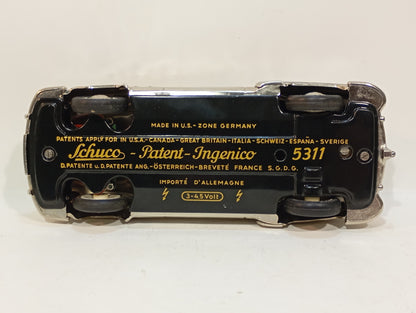 MADE IN U.S.- ZONE GERMANY
PATENTS APPLY FOR IN U.S.A.- CANADA- GREAT BRITAIN -ITALIA- SCHWEIZ- ESPAÑA- SVERIGE
Schuco - Patent - Ingenico 5311
D.PATENTE u.D.PATENTE ANG.-ÖSTERREICH-BREVETÉ FRANCE S.G.D.G.
IMPORTÉ D'ALLEMAGNE
3-4.5 Volt